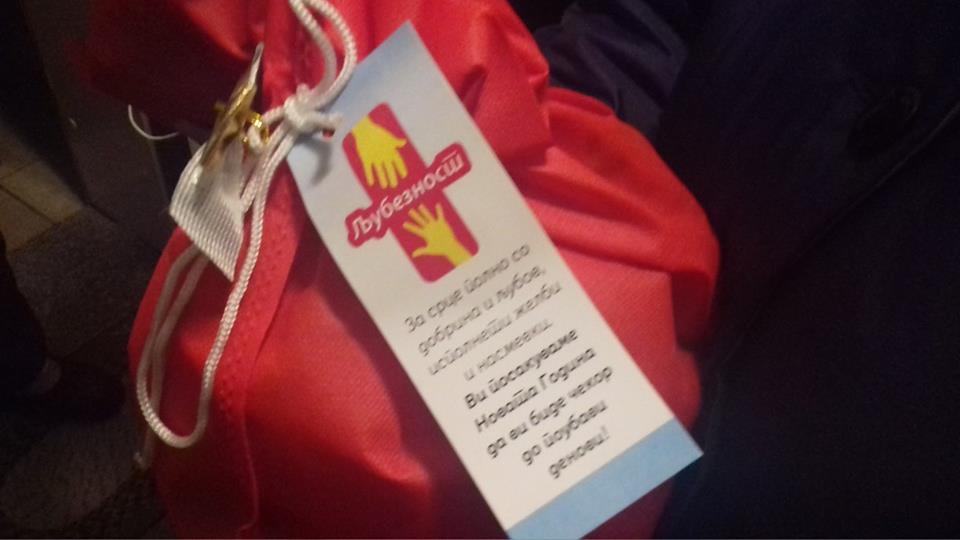 Љубезност
За срце полно со
добрина и љубов,
исполнети желби
и насмевки.
Ви посакуваме
Новата Година
да ви биде чекор
до поубави
денови!